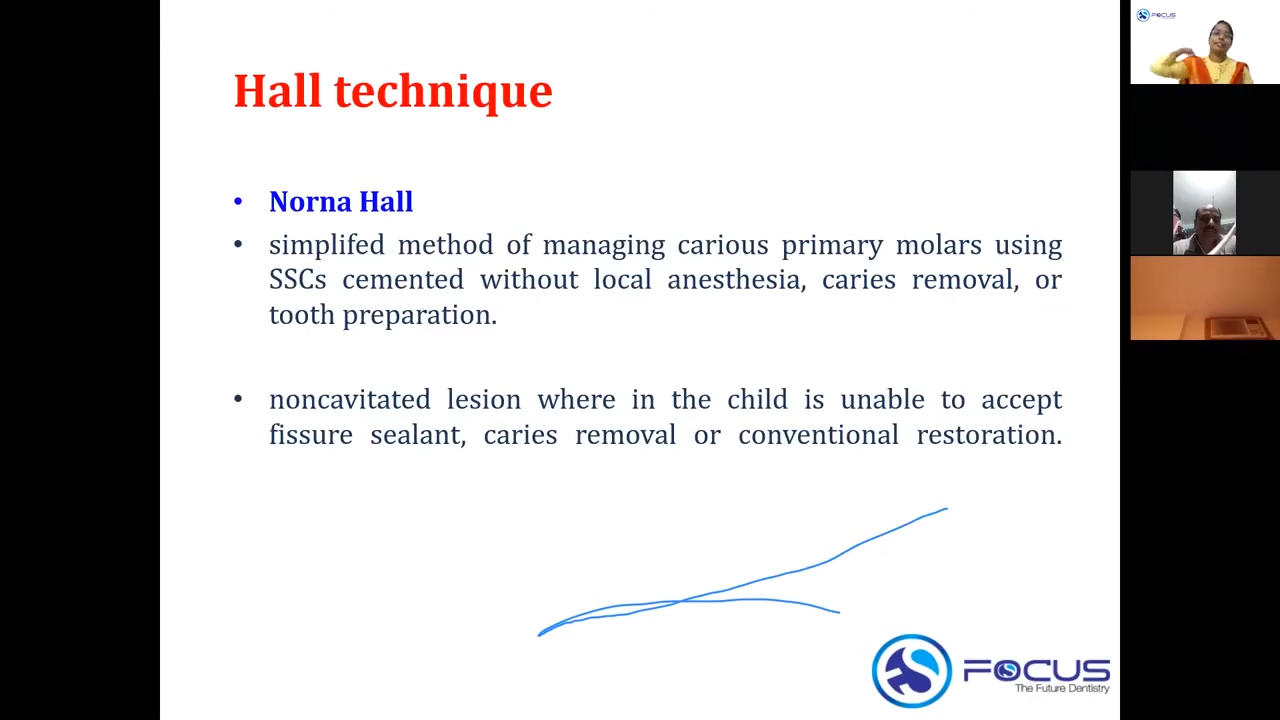 Hall technique
• Norna Hall
• simplifed method of managing carious primary molars using
SSCs cemented without local anesthesia, caries removal, or
tooth preparation.
• noncavitated lesion where in the child is unable to accept
fissure sealant, caries removal or conventional restoration.
FOCUS
The Future Dentistry
FOCUS